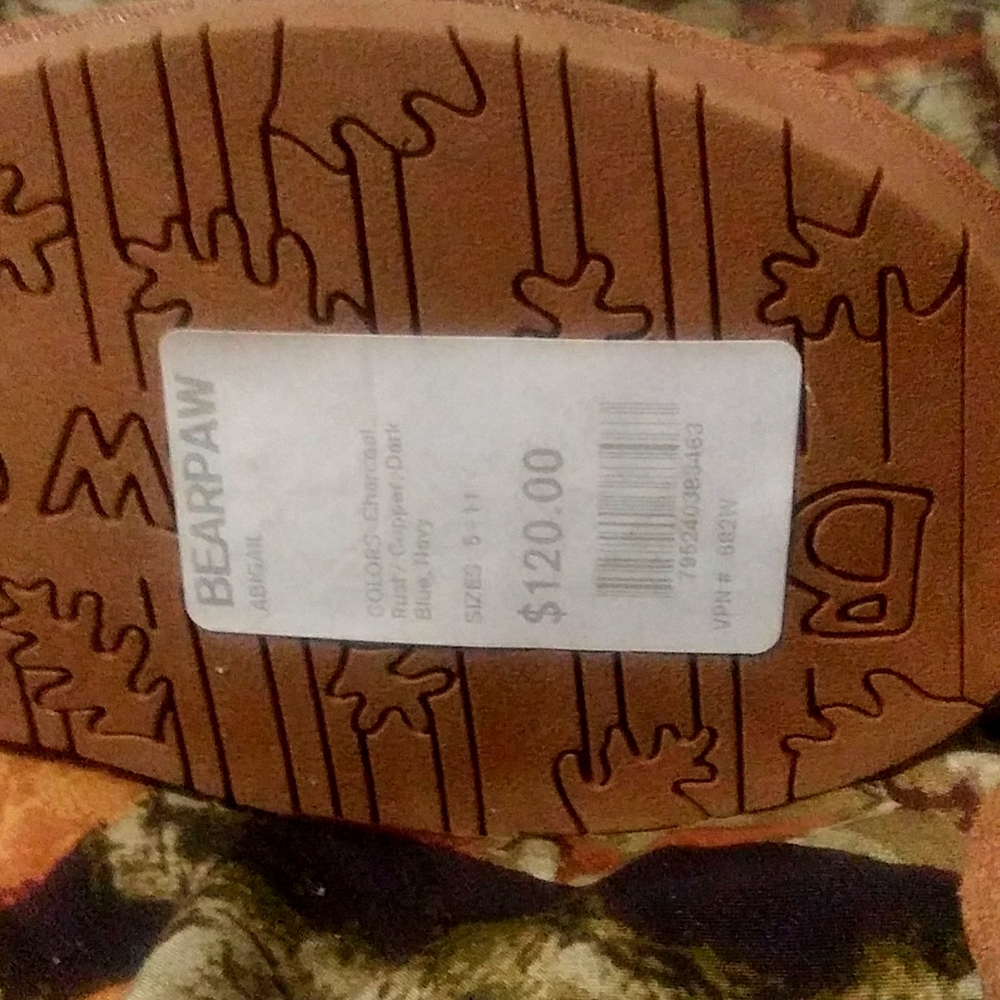 BEARPAW
ABIGAIL
COLORS Charcoal
Rust / Copper, Dark
Blue, Navy
SIZES 5 - 11
$120.00
VPN # 682W